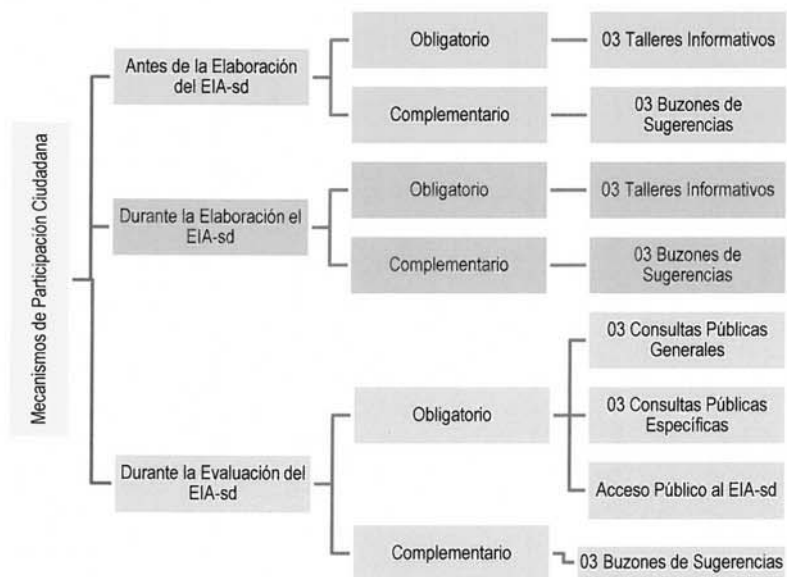 Mecanismos de Participación Ciudadana
Antes de la Elaboración
del EIA-sd
Obligatorio
03 Talleres Informativos
Complementario
03 Buzones de
Sugerencias
Durante la Elaboración el
EIA-sd
Obligatorio
03 Talleres Informativos
Complementario
03 Buzones de
Sugerencias
Durante la Evaluación del
EIA-sd
Obligatorio
03 Consultas Públicas
Generales
03 Consultas Públicas
Específicas
Acceso Público al EIA-sd
Complementario
03 Buzones de Sugerencias